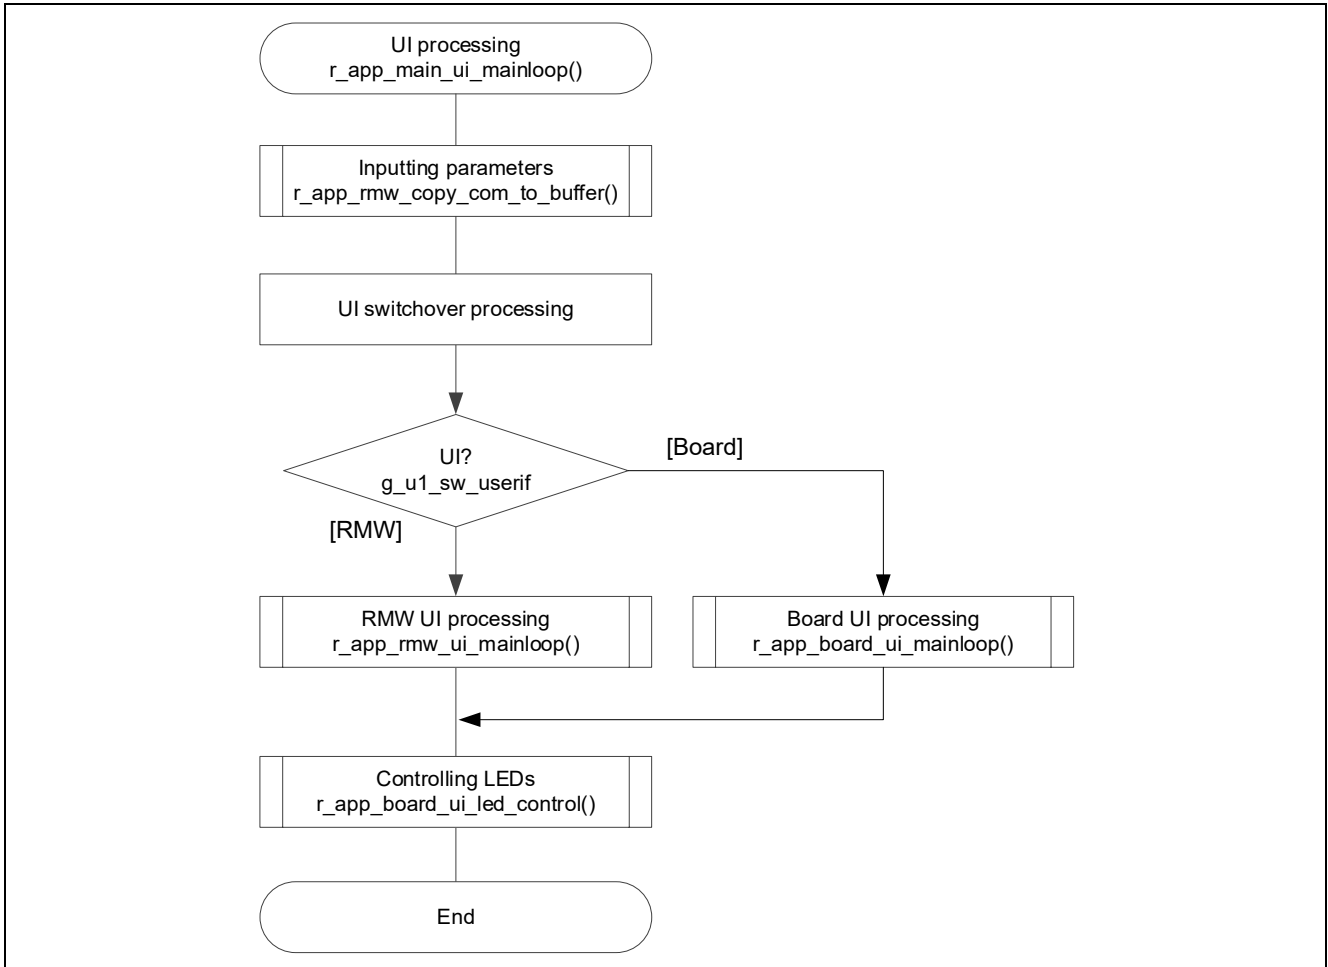 UI processing
r_app_main_ui_mainloop()
Inputting parameters
r_app_rmw_copy_com_to_buffer()
UI switchover processing
UI?
g_u1_sw_userif
[Board]
[RMW]
RMW UI processing
r_app_rmw_ui_mainloop()
Board UI processing
r_app_board_ui_mainloop()
Controlling LEDs
r_app_board_ui_led_control()
End